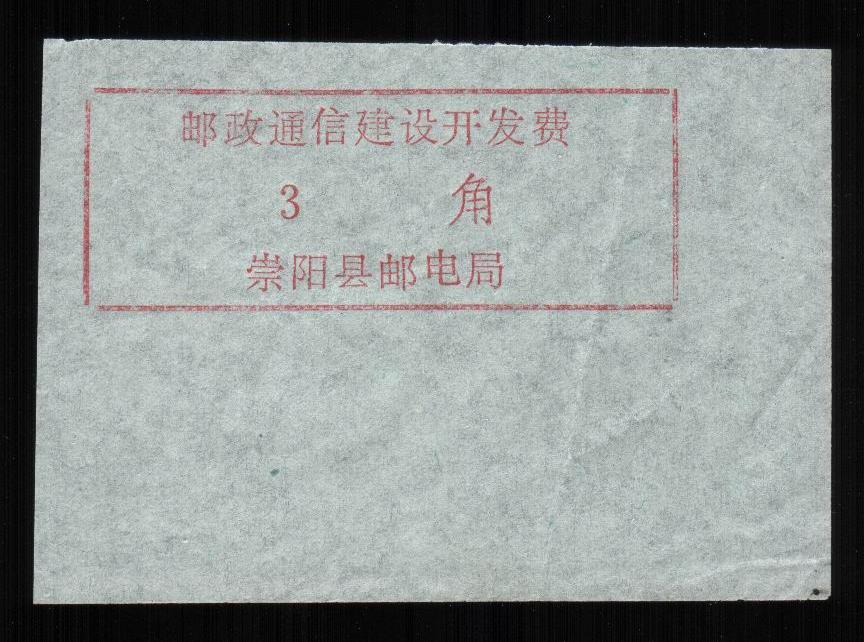 邮政通信建设开发费
3 角
崇阳县邮电局